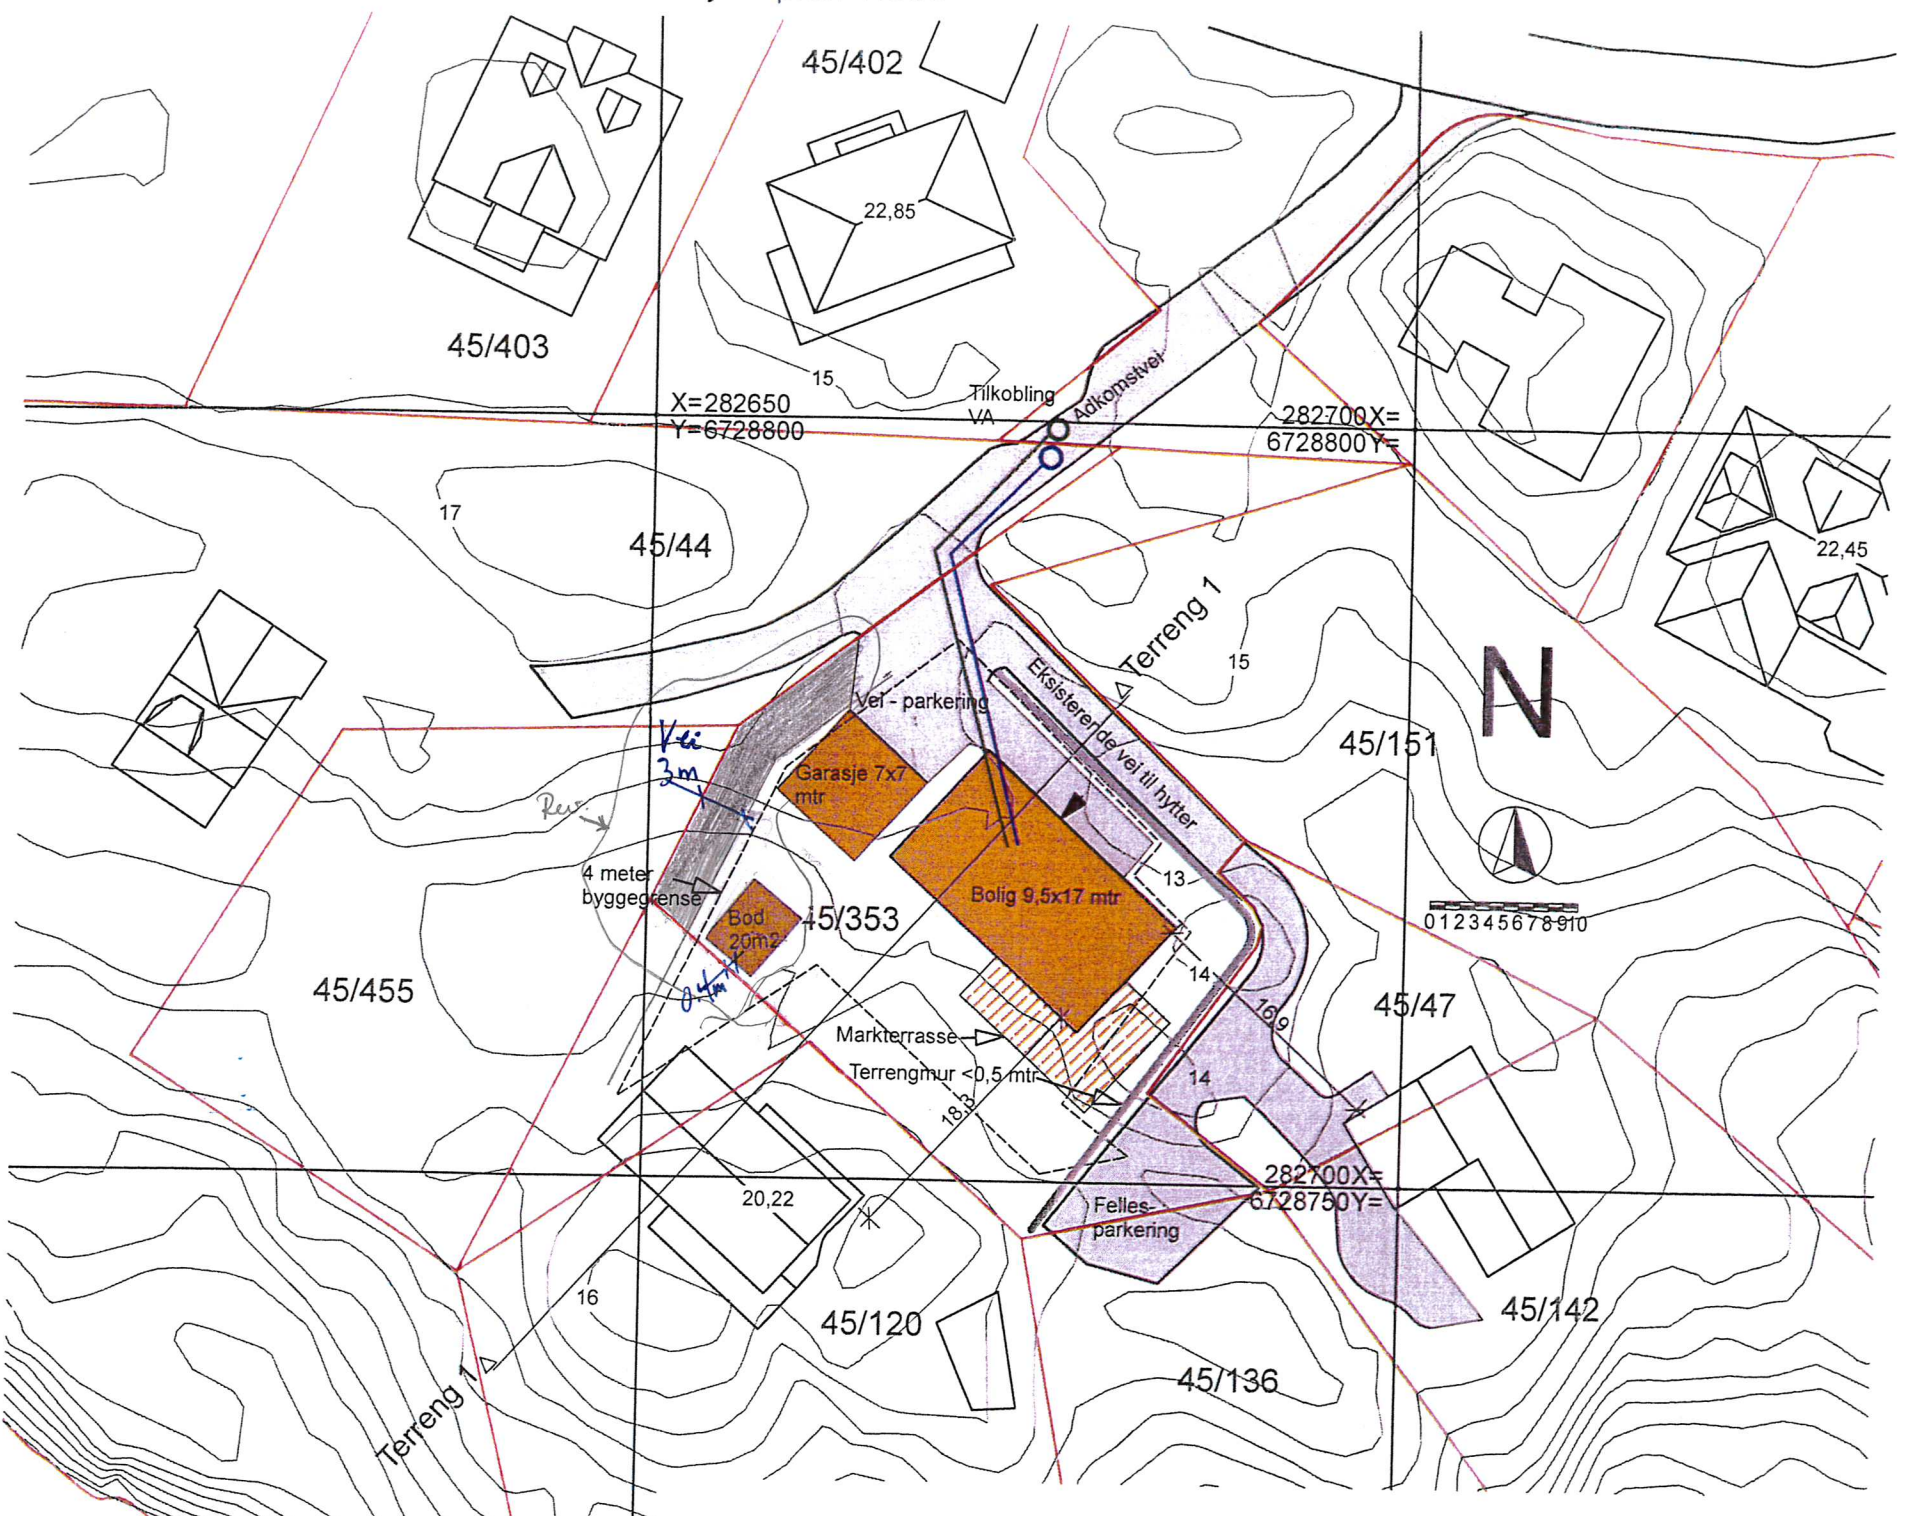 45/402
22,85
45/403
15
X=282650
Y=6728800
Tilkobling
VA
Adkomstvei
282700X=
6728800Y=
17
45/44
22,45
Terreng 1
15
N
Eksisterende vei til hytter
Vei - parkering
Vei
3m
45/151
Garasje 7x7
mtr
Rev.
4 meter
byggegrense
13
Bolig 9,5x17 mtr
0 1 2 3 4 5 6 7 8 9 10
Bod
20m2
45/353
14
45/455
45/47
16,9
Markterrasse
Terrengmur <0,5 mtr
14
18,3
282700X=
6728750Y=
20,22
Felles-
parkering
16
45/120
45/142
45/136
Terreng 1